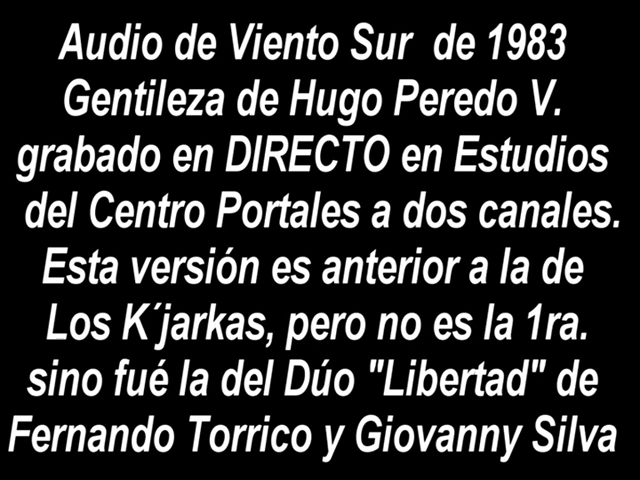 Audio de Viento Sur de 1983
Gentileza de Hugo Peredo V.
grabado en DIRECTO en Estudios
del Centro Portales a dos canales.
Esta versión es anterior a la de
Los K´jarkas, pero no es la 1ra.
sino fué la del Dúo "Libertad" de
Fernando Torrico y Giovanny Silva